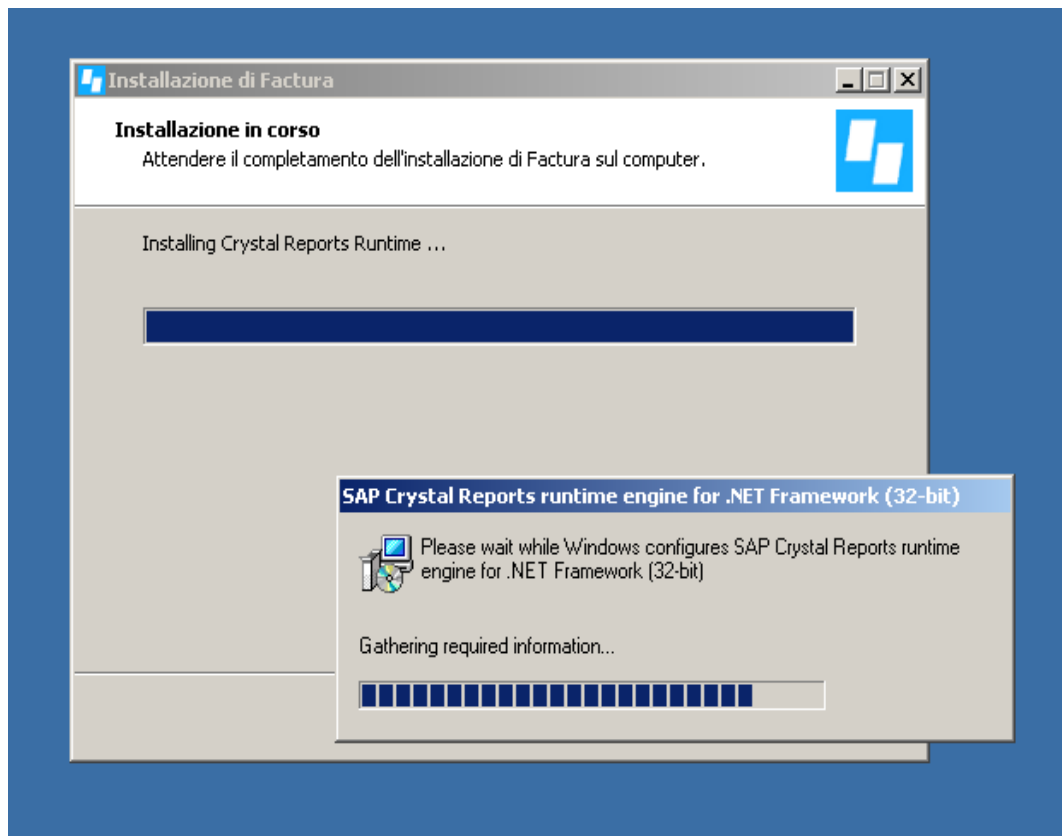 Installazione di Factura
Installazione in corso
Attendere il completamento dell'installazione di Factura sul computer.
Installing Crystal Reports Runtime ...
SAP Crystal Reports runtime engine for .NET Framework (32-bit)
Please wait while Windows configures SAP Crystal Reports runtime
engine for .NET Framework (32-bit)
Gathering required information...